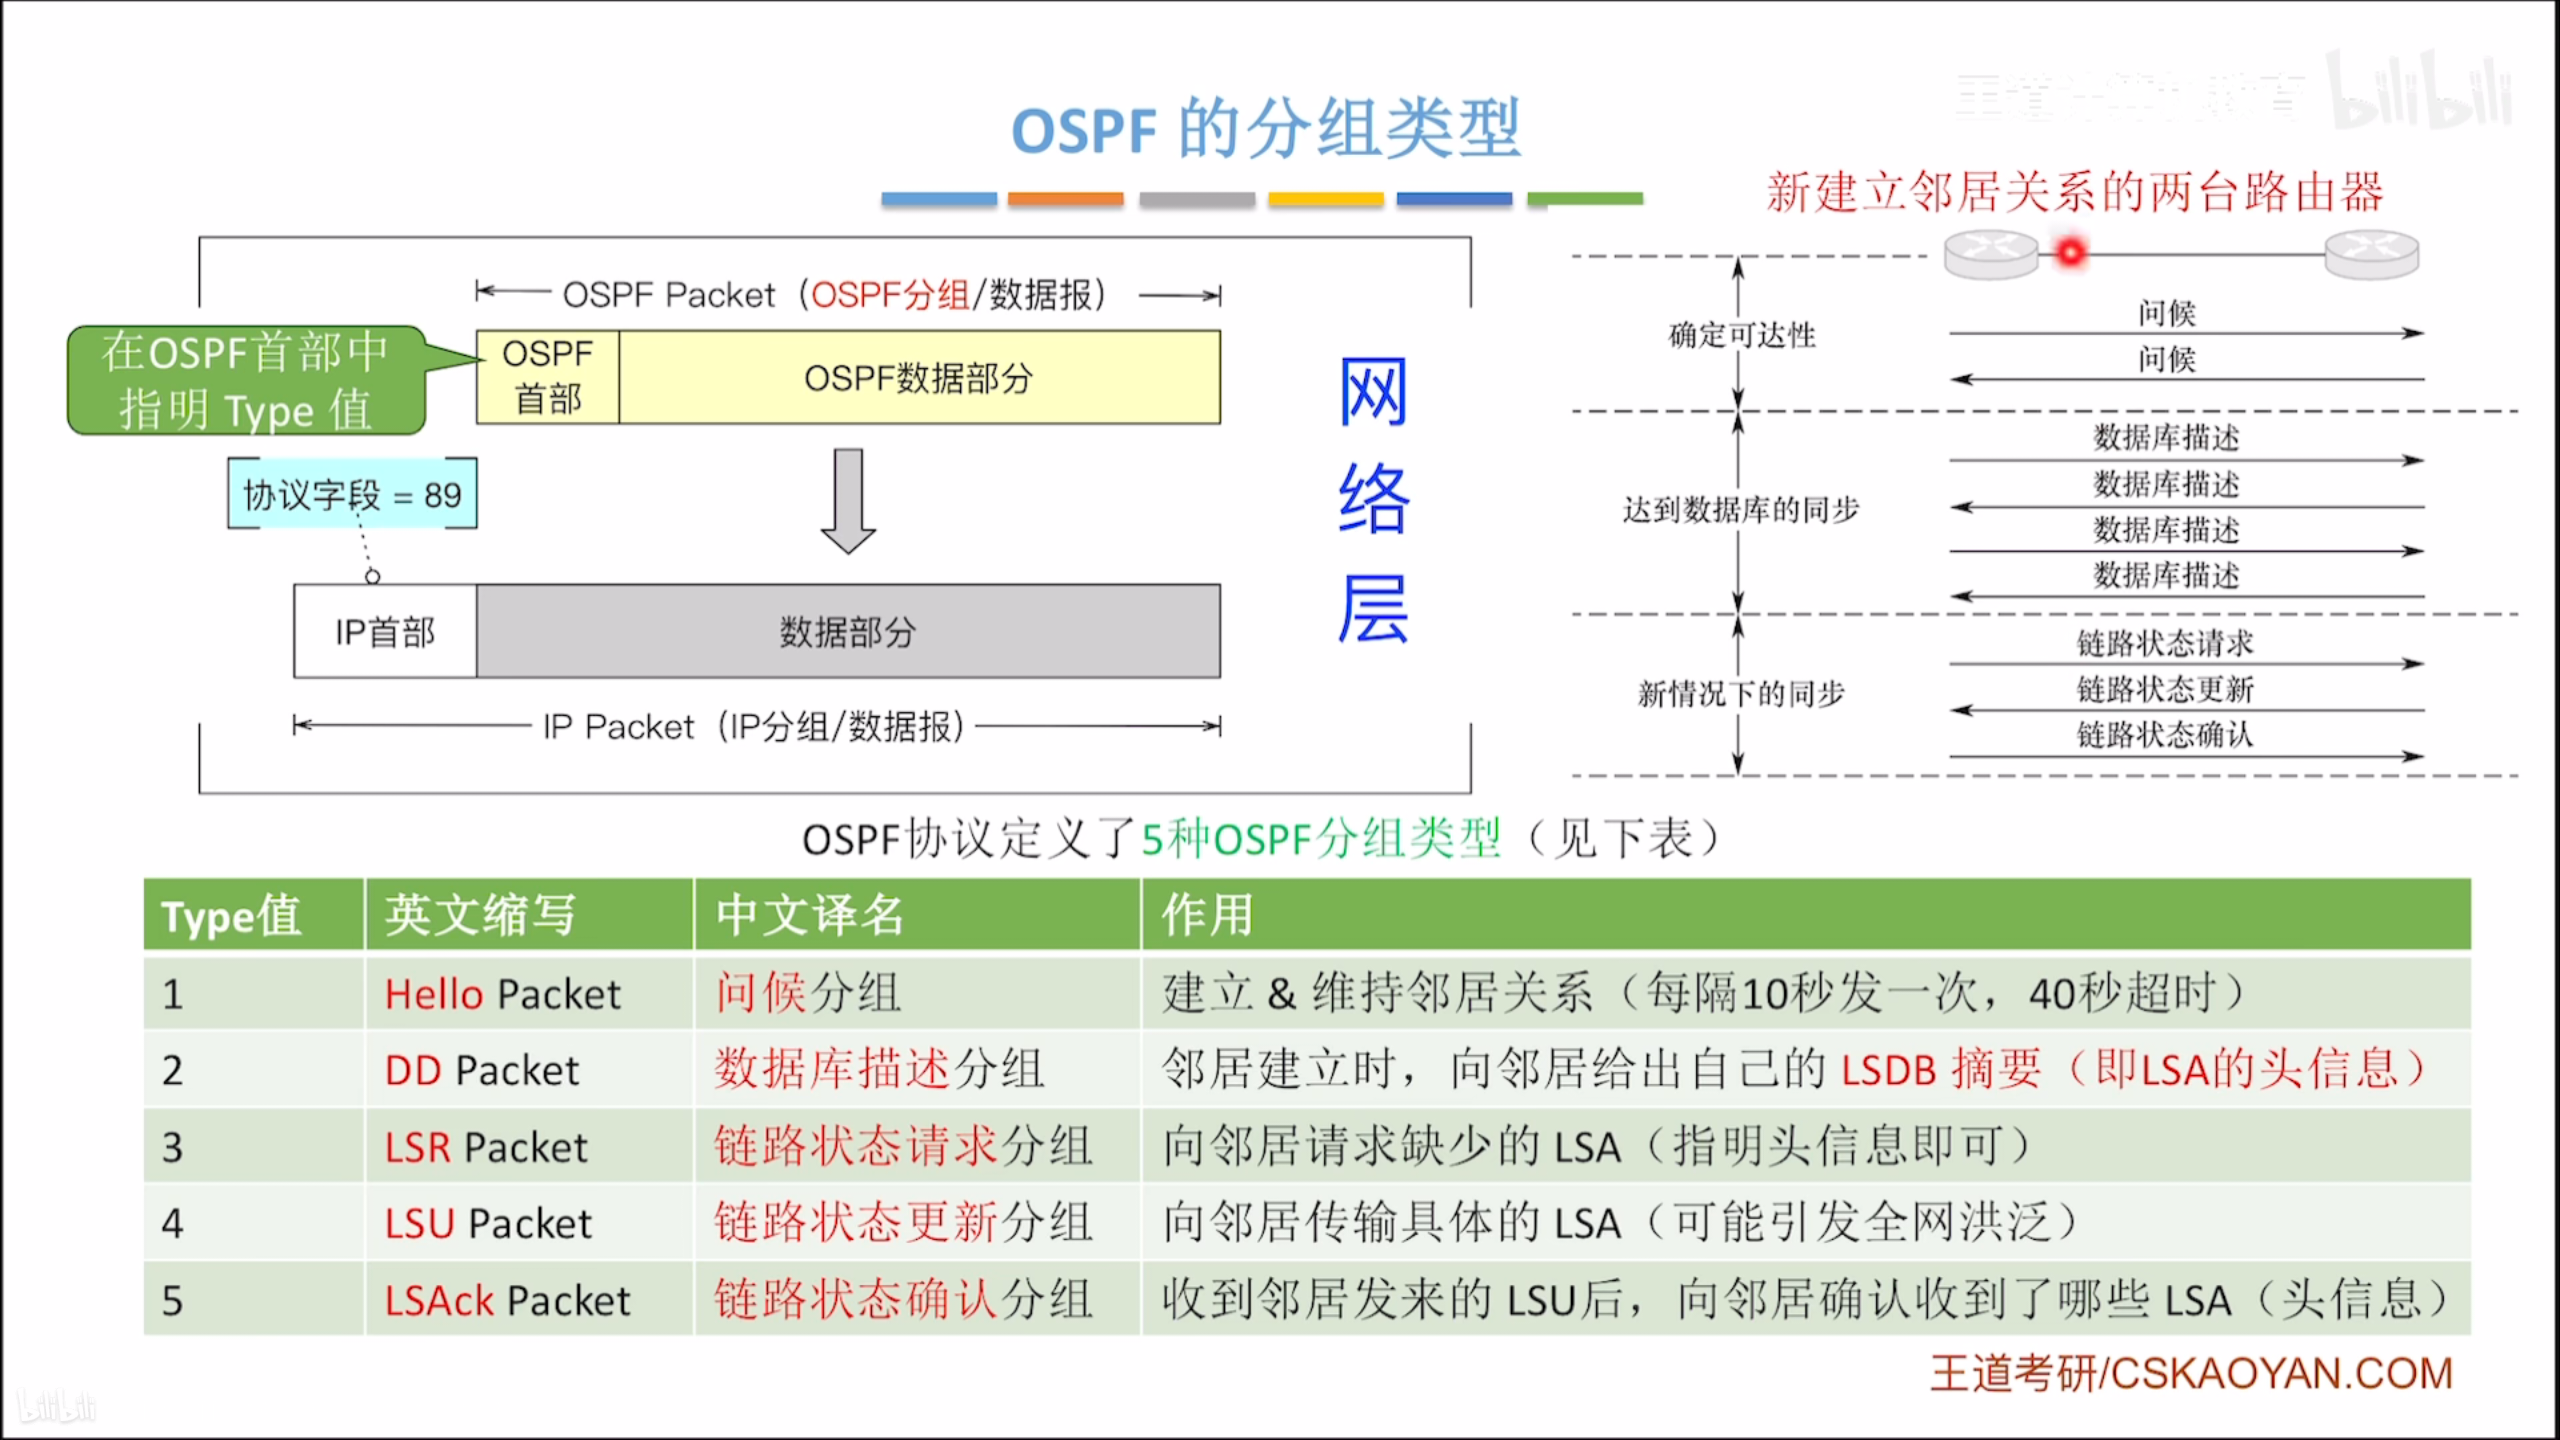 OSPF 的分组类型
bilibili
新建立邻居关系的两台路由器
OSPF Packet（OSPF分组/数据报）
在OSPF首部中
指明 Type 值
OSPF
首部
OSPF数据部分
协议字段 = 89
IP首部
数据部分
IP Packet（IP分组/数据报）
网
络
层
确定可达性
问候
问候
达到数据库的同步
数据库描述
数据库描述
数据库描述
数据库描述
新情况下的同步
链路状态请求
链路状态更新
链路状态确认
OSPF协议定义了5种OSPF分组类型（见下表）
Type值 英文缩写 中文译名 作用
1 Hello Packet 问候分组 建立 & 维持邻居关系（每隔10秒发一次，40秒超时）
2 DD Packet 数据库描述分组 邻居建立时，向邻居给出自己的 LSDB 摘要（即LSA的头信息）
3 LSR Packet 链路状态请求分组 向邻居请求缺少的 LSA（指明头信息即可）
4 LSU Packet 链路状态更新分组 向邻居传输具体的 LSA（可能引发全网洪泛）
5 LSAck Packet 链路状态确认分组 收到邻居发来的 LSU后，向邻居确认收到了哪些 LSA（头信息）
王道考研/CSKAOYAN.COM
bilibili